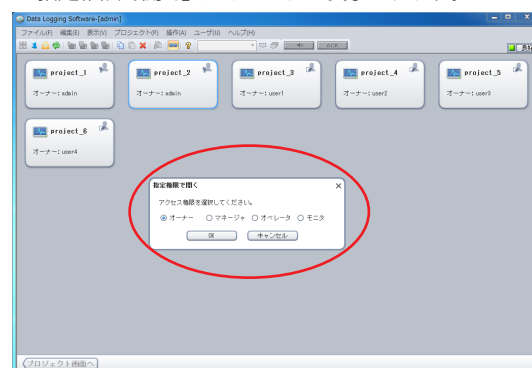 Data Logging Software-[admin]
ファイル(F) 編集(E) 表示(V) プロジェクト(P) 操作(A) ユーザ(U) ヘルプ(H)
ACK
project_1
project_2
project_3
project_4
project_5
オーナー: admin
オーナー: admin
オーナー: user1
オーナー: user2
オーナー: user3
project_6
オーナー: user4
指定権限で開く
アクセス権限を選択してください。
オーナー マネージャ オペレータ モニタ
OK キャンセル
プロジェクト画面へ